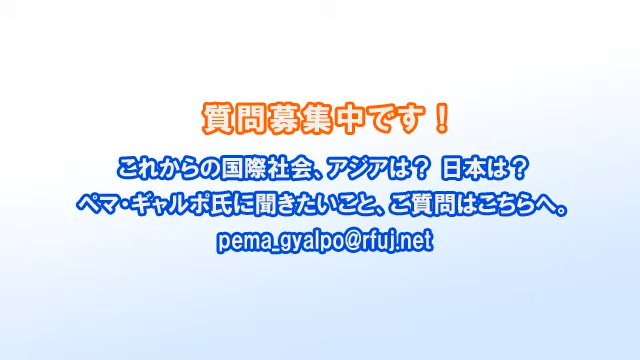 質問募集中です！
これからの国際社会、アジアは？ 日本は？
ペマ・ギャルポ氏に聞きたいこと、ご質問はこちらへ。
pema_gyalpo@rfuj.net